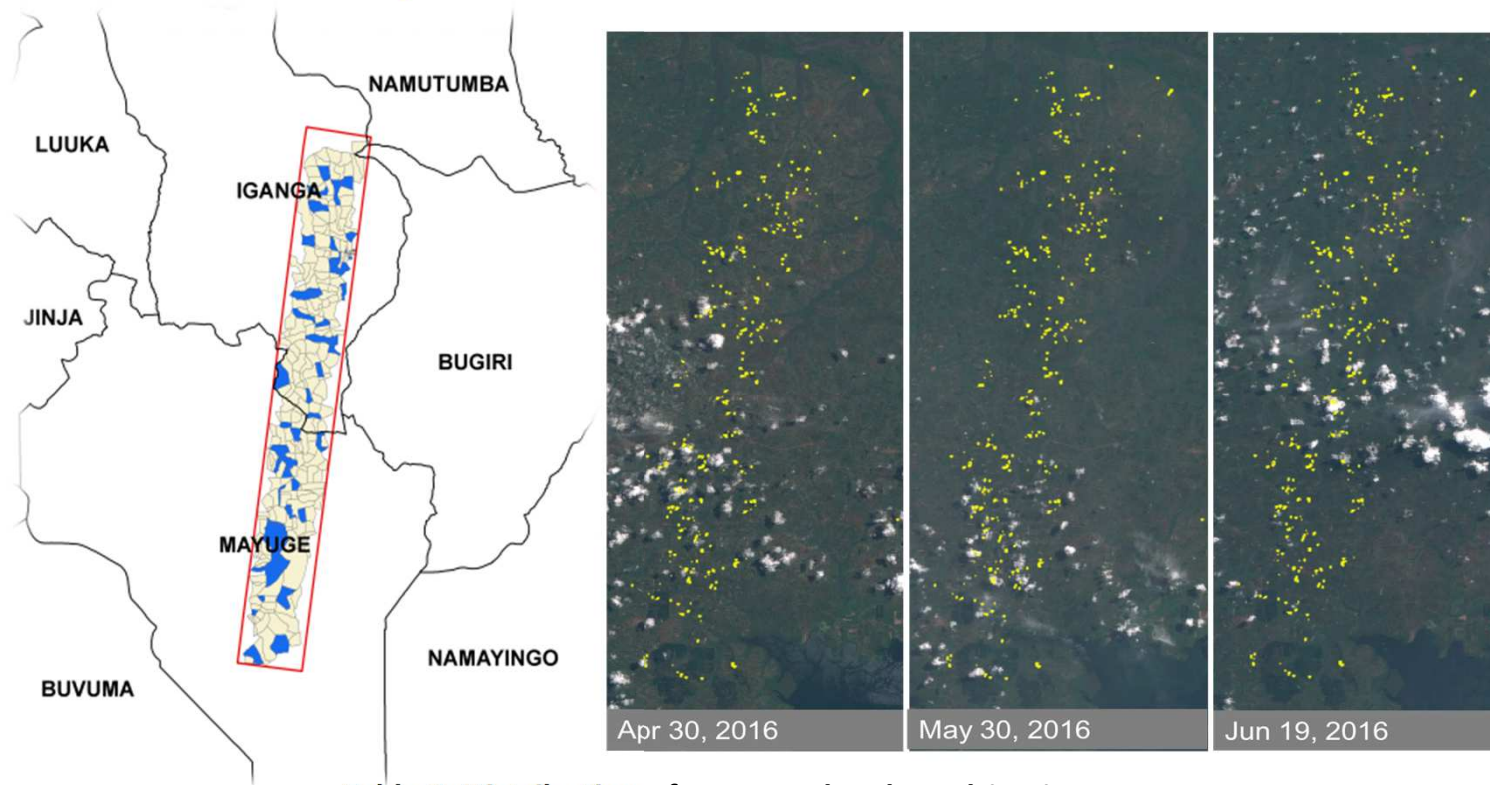 NAMUTUMBA
LUUKA
IGANGA
JINJA
BUGIRI
MAYUGE
NAMAYINGO
BUVUMA
Apr 30, 2016
May 30, 2016
Jun 19, 2016